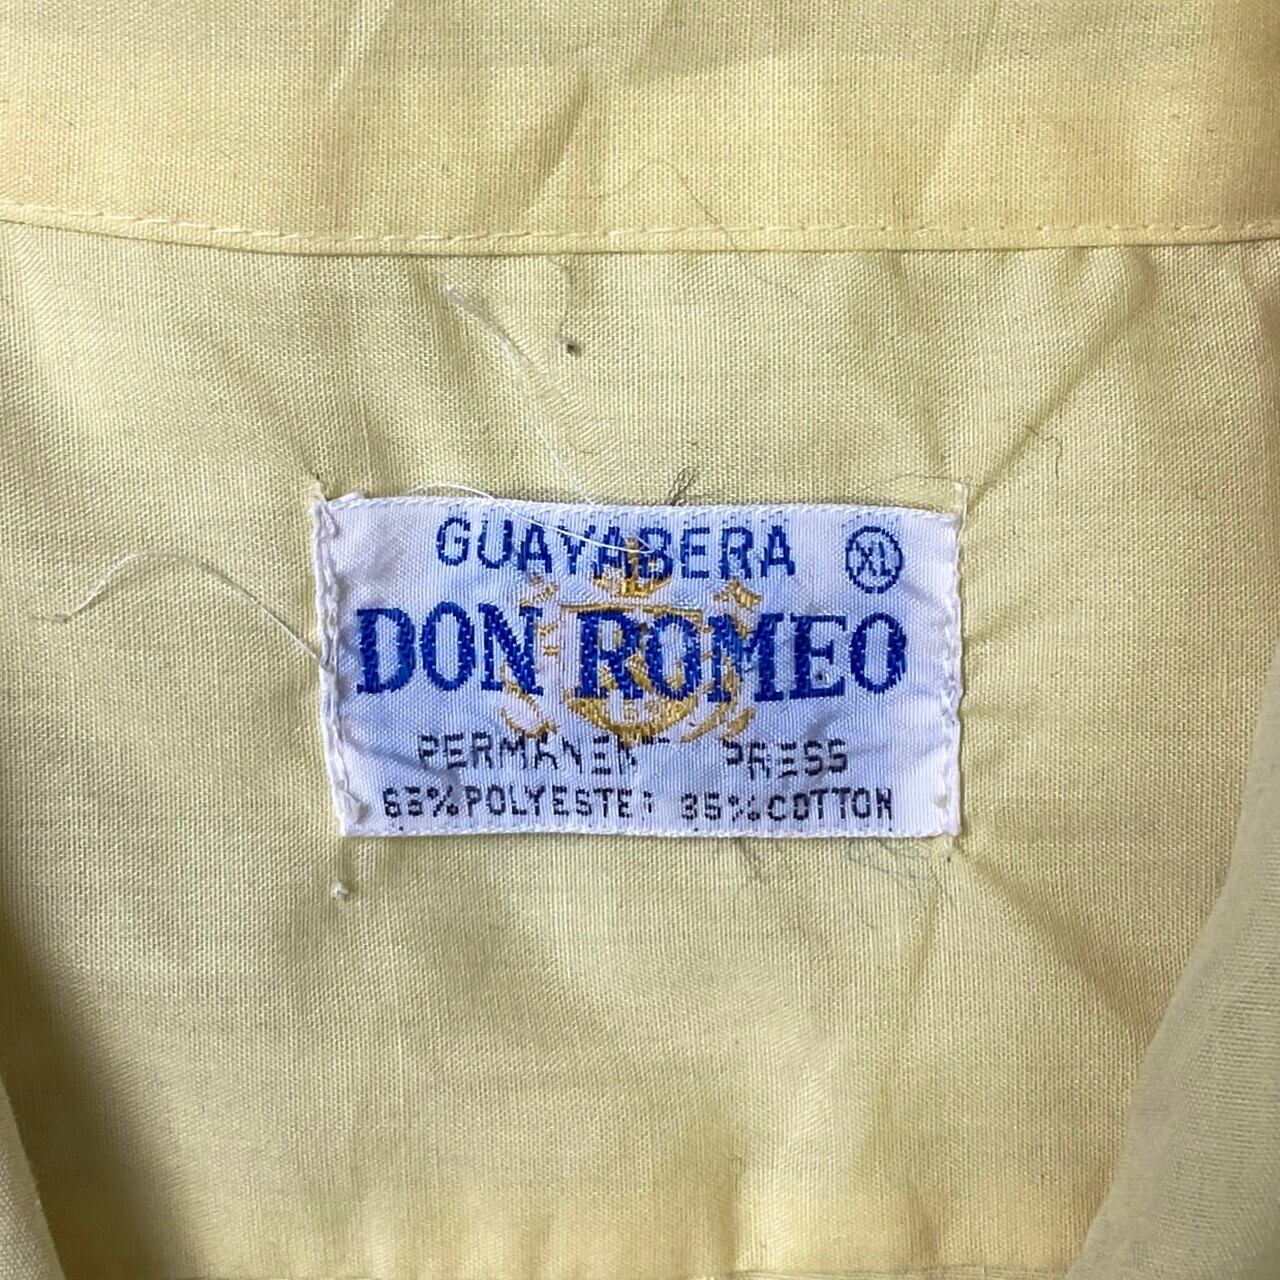 GUAYABERA XL
DON ROMEO
PERMANENT PRESS
65% POLYESTER 35% COTTON